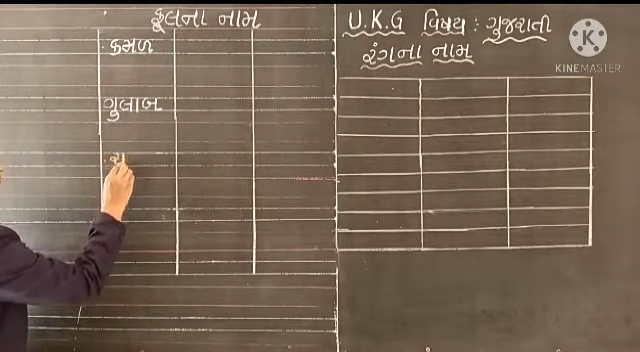 ફૂલના નામ
કમળ
ગુલાબ
U.K.G વિષય : ગુજરાતી
રંગના નામ
KINEMASTER